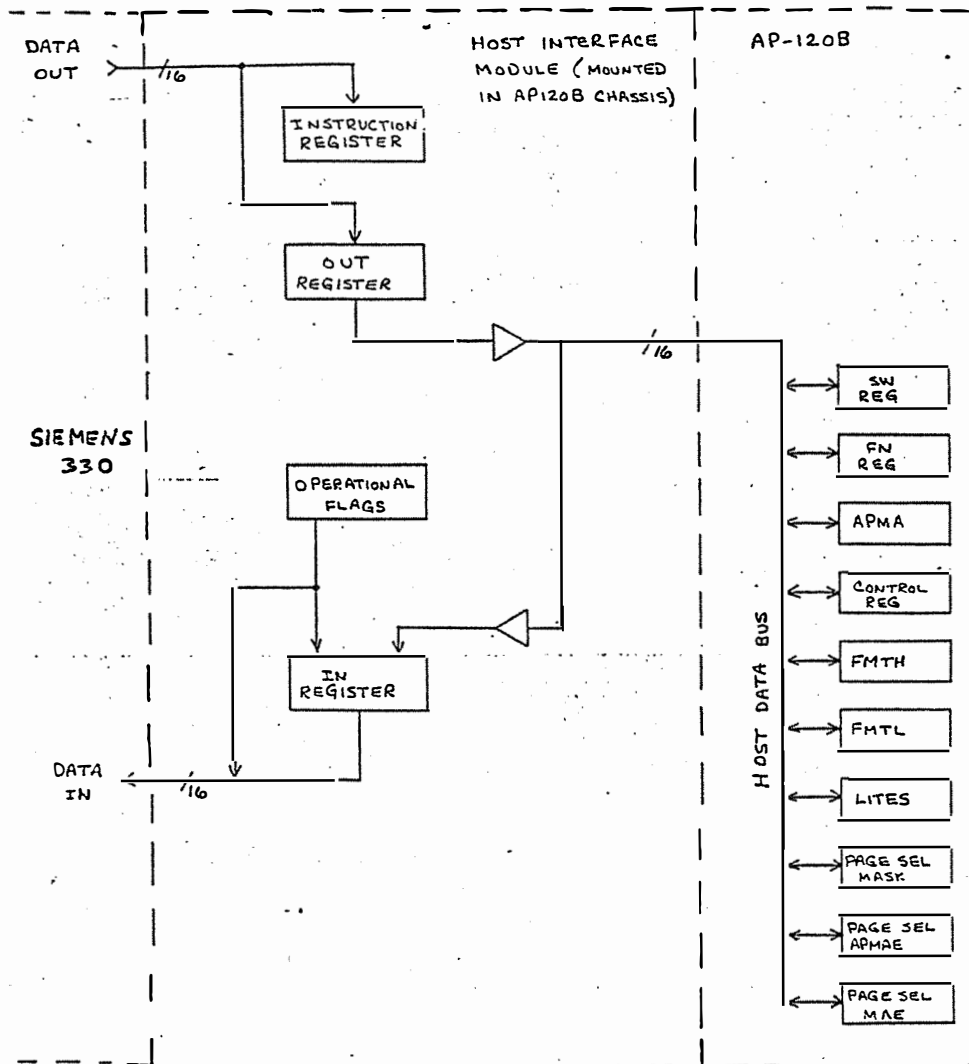 DATA
OUT
/16
HOST INTERFACE
MODULE (MOUNTED
IN AP120B CHASSIS)
AP-120B
INSTRUCTION
REGISTER
OUT
REGISTER
/16
SW
REG
FN
REG
SIEMENS
330
OPERATIONAL
FLAGS
APMA
CONTROL
REG
IN
REGISTER
FMTH
HOST DATA BUS
FMTL
DATA
IN
/16
LITES
PAGE SEL
MASK
PAGE SEL
APMAE
PAGE SEL
MAE